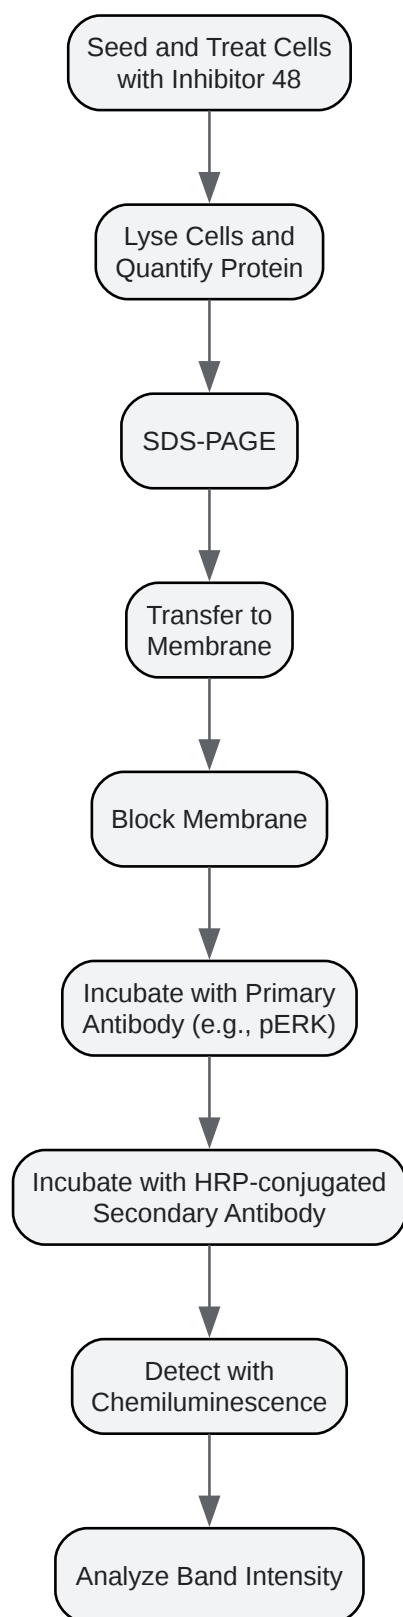 Seed and Treat Cells
with Inhibitor 48
Lyse Cells and
Quantify Protein
SDS-PAGE
Transfer to
Membrane
Block Membrane
Incubate with Primary
Antibody (e.g., pERK)
Incubate with HRP-conjugated
Secondary Antibody
Detect with
Chemiluminescence
Analyze Band Intensity